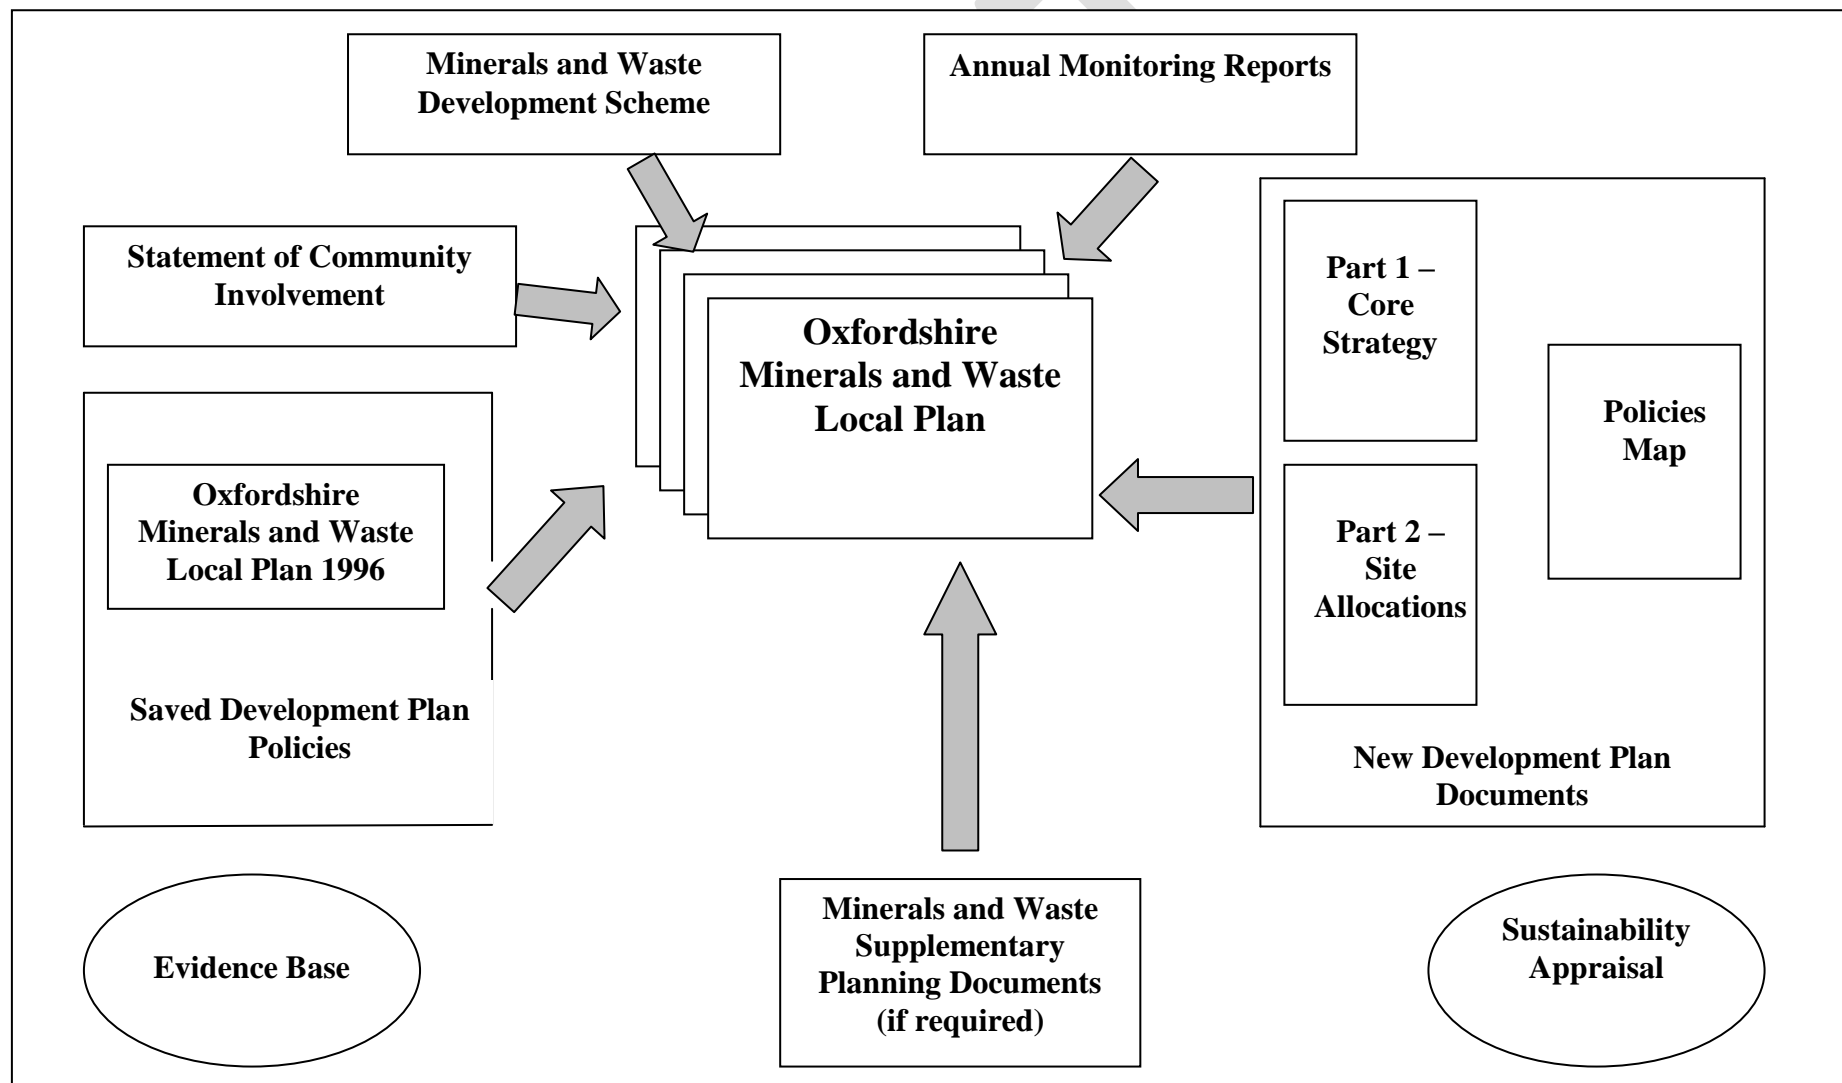 Minerals and Waste
Development Scheme
Annual Monitoring Reports
Statement of Community
Involvement
Oxfordshire
Minerals and Waste
Local Plan
Part 1 –
Core
Strategy
Policies
Map
Oxfordshire
Minerals and Waste
Local Plan 1996
Part 2 –
Site
Allocations
Saved Development Plan
Policies
New Development Plan
Documents
Evidence Base
Minerals and Waste
Supplementary
Planning Documents
(if required)
Sustainability
Appraisal